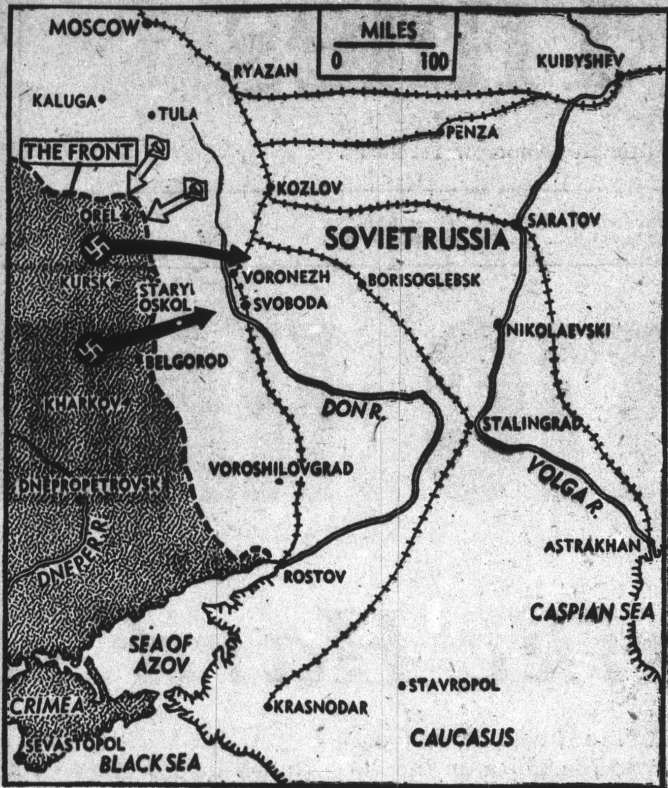 MOSCOW
MILES
0 100
RYAZAN
KUIBYSHEV
KALUGA
TULA
PENZA
THE FRONT
KOZLOV
OREL
SARATOV
SOVIET RUSSIA
VORONEZH
KURSK
STARYI
OSKOL
BORISOGLEBSK
SVOBODA
NIKOLAEVSKI
BELGOROD
KHARKOV
DON R.
STALINGRAD
VOROSHILOVGRAD
DNEPROPETROVSK
VOLGA R.
DNEPER R.
ASTRAKHAN
ROSTOV
CASPIAN SEA
SEA OF
AZOV
STAVROPOL
CRIMEA
KRASNODAR
CAUCASUS
SEVASTOPOL
BLACK SEA